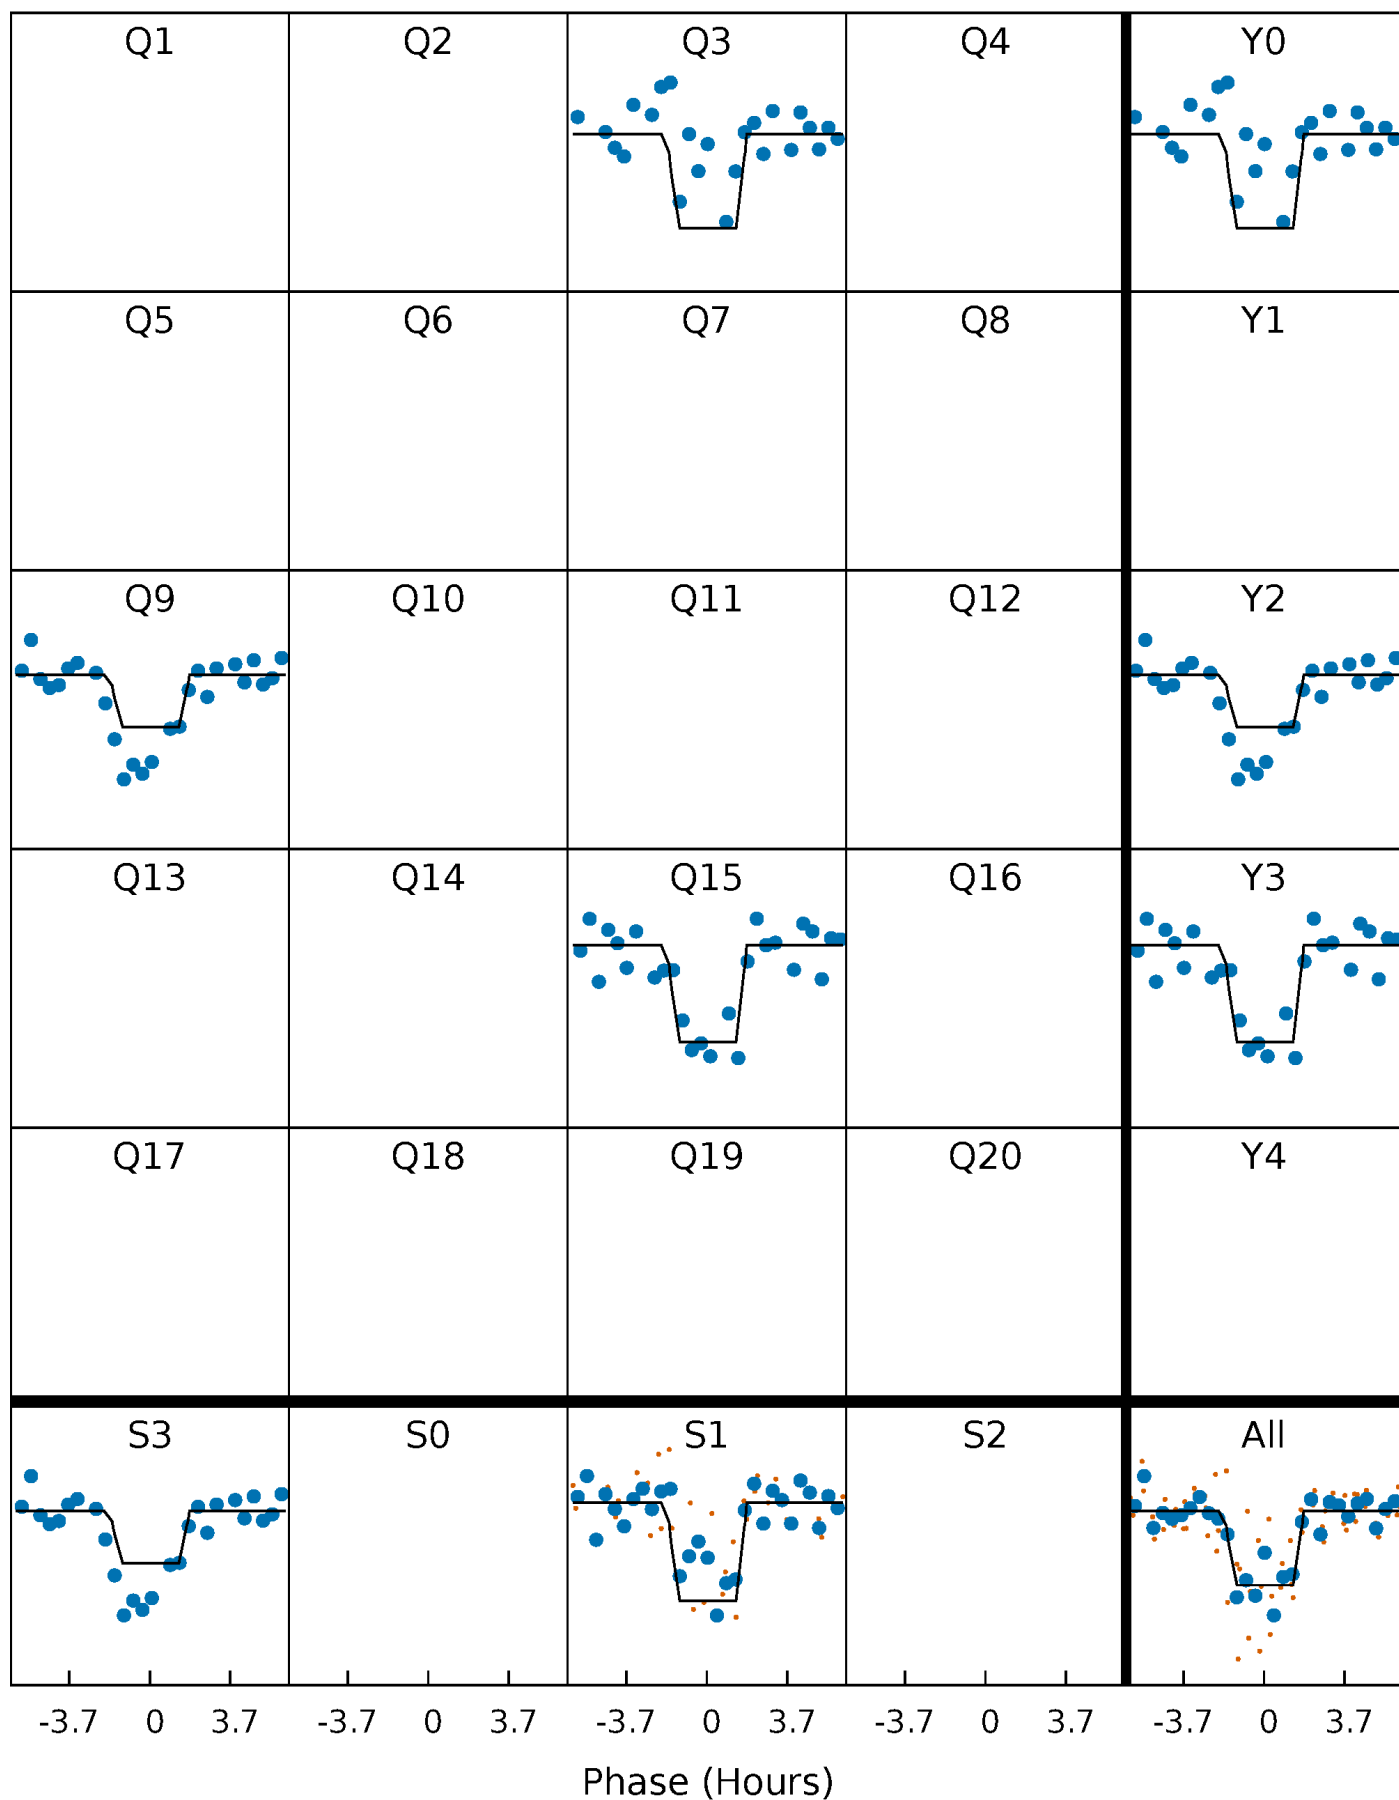 Q1 Q2 Q3 Q4 Y0
Q5 Q6 Q7 Q8 Y1
Q9 Q10 Q11 Q12 Y2
Q13 Q14 Q15 Q16 Y3
Q17 Q18 Q19 Q20 Y4
S3 S0 S1 S2 All
-3.7 0 3.7 -3.7 0 3.7 -3.7 0 3.7 -3.7 0 3.7 -3.7 0 3.7
Phase (Hours)